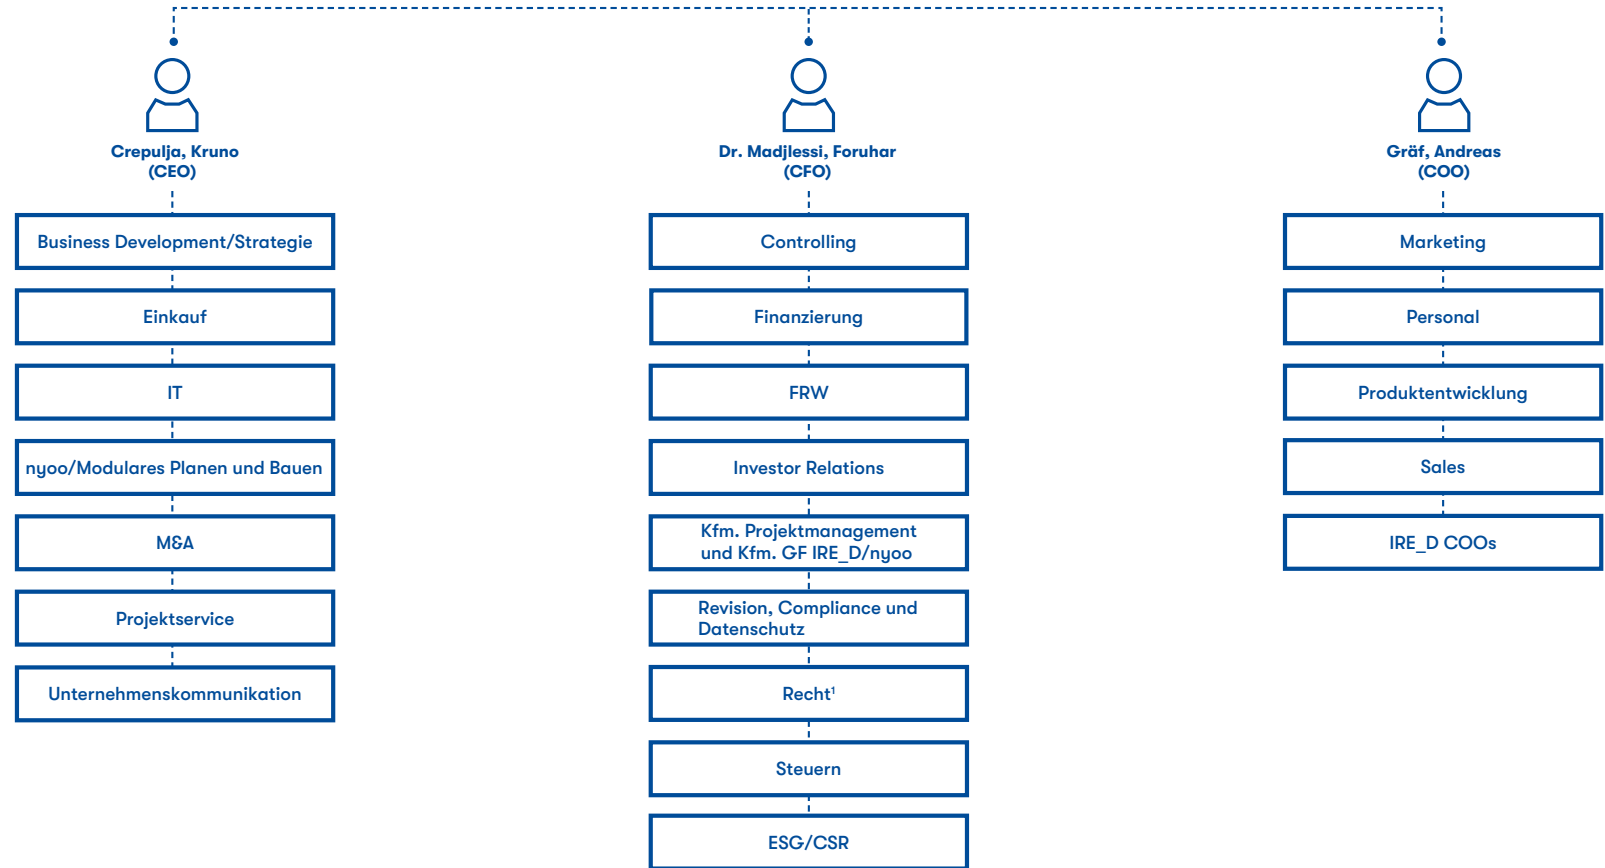 Crepulja, Kruno
(CEO)
Business Development/Strategie
Einkauf
IT
nyoo/Modulares Planen und Bauen
M&A
Projektservice
Unternehmenskommunikation
Dr. Madjlessi, Foruhar
(CFO)
Controlling
Finanzierung
FRW
Investor Relations
Kfm. Projektmanagement
und Kfm. GF IRE_D/nyoo
Revision, Compliance und
Datenschutz
Recht¹
Steuern
ESG/CSR
Gräf, Andreas
(COO)
Marketing
Personal
Produktentwicklung
Sales
IRE_D COOs